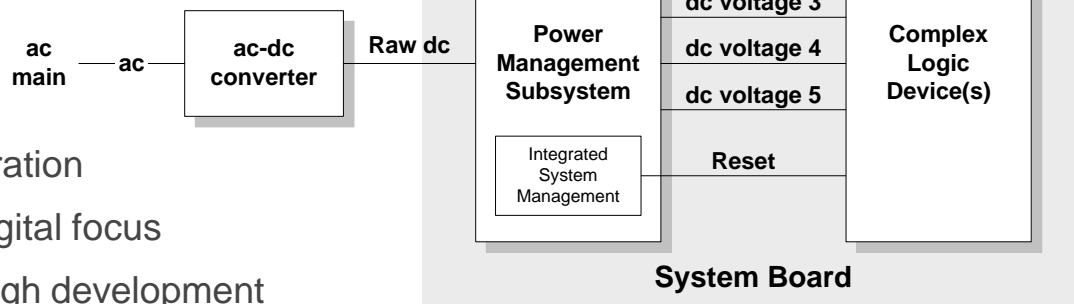 dc voltage 3
ac
main
ac
ac-dc
converter
Raw dc
Power
Management
Subsystem
dc voltage 4
dc voltage 5
Complex
Logic
Device(s)
Integrated
System
Management
Reset
ration
gital focus
gh development
System Board